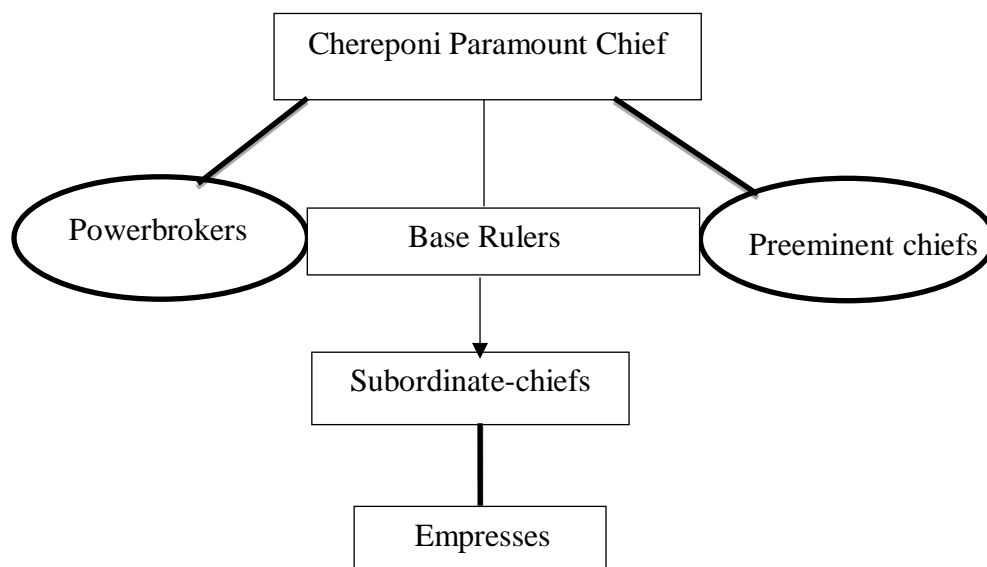 Chereponi Paramount Chief
Powerbrokers
Base Rulers
Preeminent chiefs
Subordinate-chiefs
Empresses